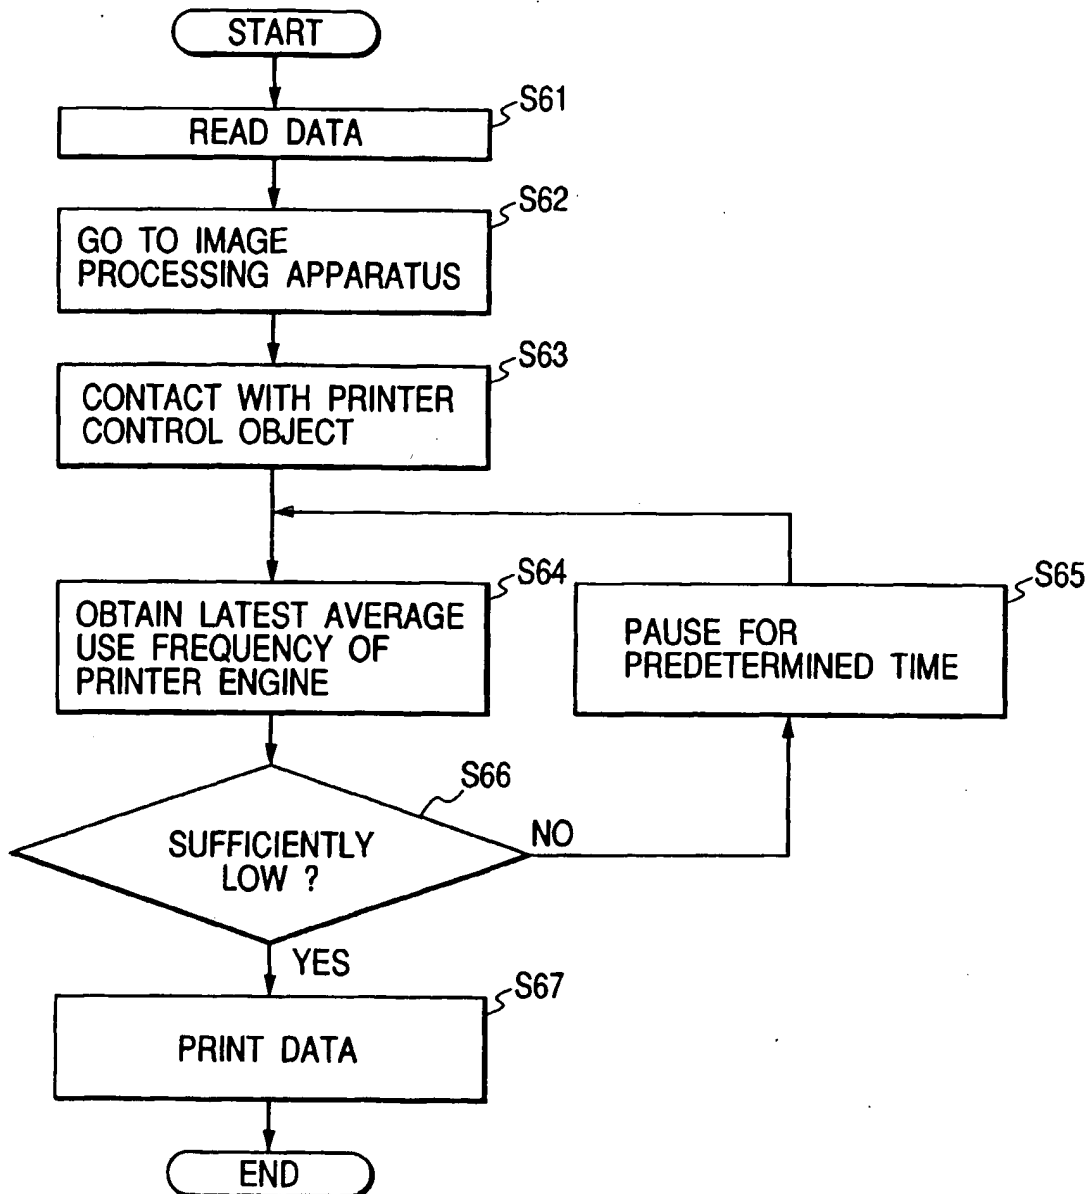 START
S61
READ DATA
S62
GO TO IMAGE
PROCESSING APPARATUS
S63
CONTACT WITH PRINTER
CONTROL OBJECT
S64
OBTAIN LATEST AVERAGE
USE FREQUENCY OF
PRINTER ENGINE
S65
PAUSE FOR
PREDETERMINED TIME
S66
SUFFICIENTLY
LOW ?
NO
YES
S67
PRINT DATA
END